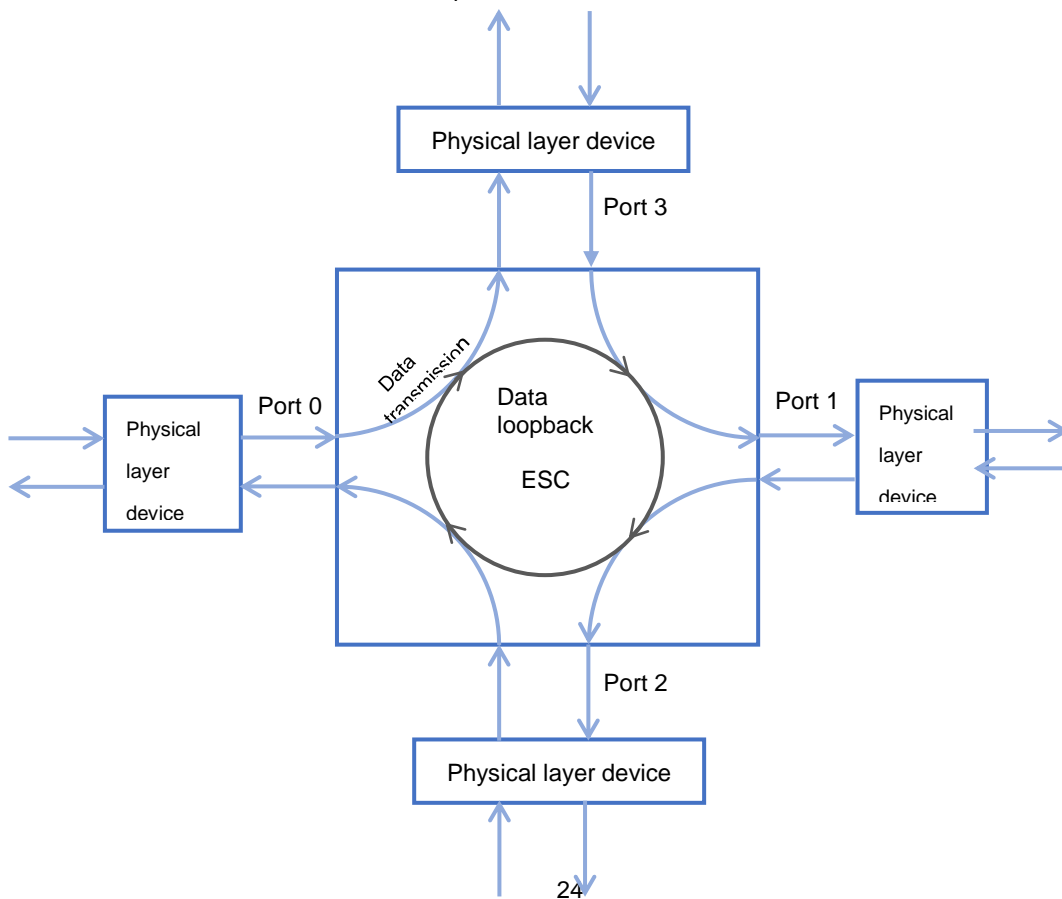 Physical layer device
Port 3
Data
transmission
Port 0
Data
loopback
ESC
Port 1
Physical
layer
device
Physical
layer
device
Port 2
Physical layer device
24